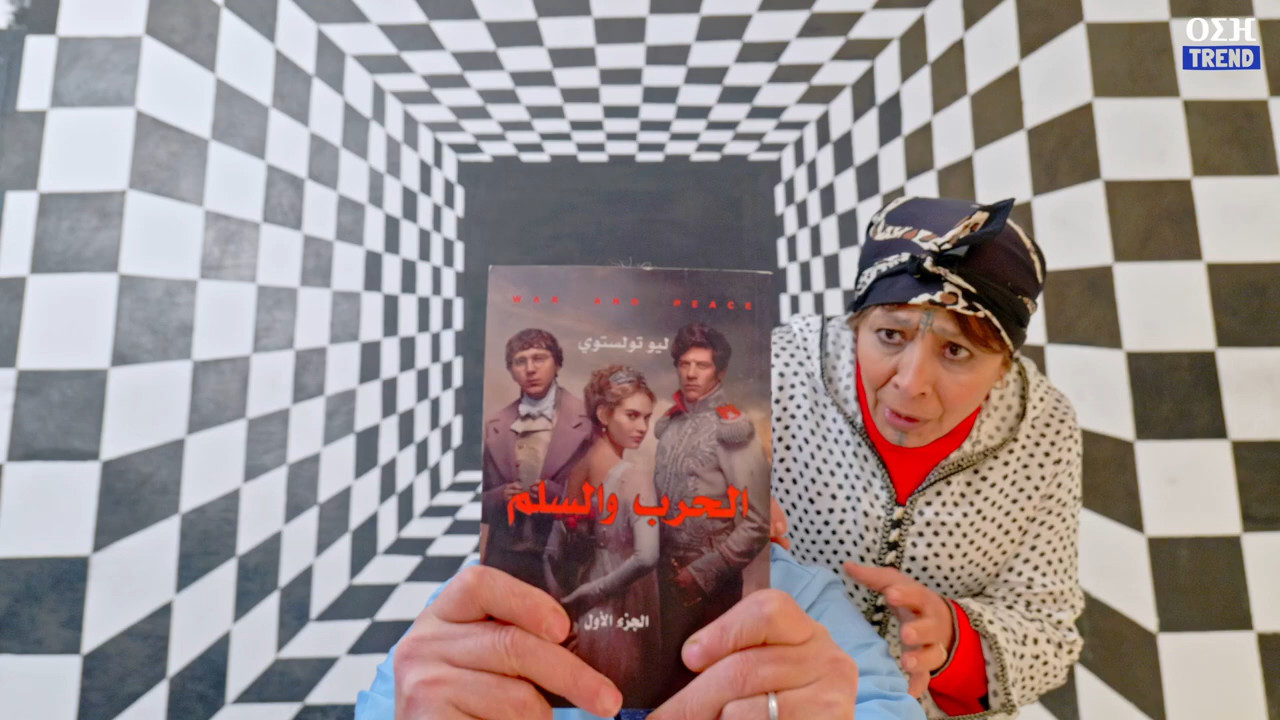 ΟΣΗ
TREND
WAR AND PEACE
ليو تولستوي
الحرب والسلم
الجزء الأول